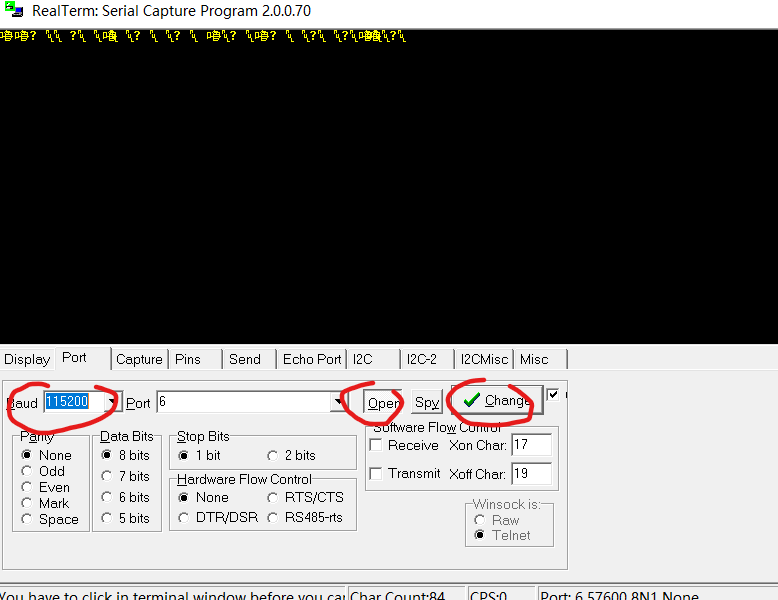 RealTerm: Serial Capture Program 2.0.0.70
Display Port Capture Pins Send Echo Port I2C I2C-2 I2CMisc Misc
Baud 115200 Port 6 Open Spy Change
Parity Data Bits Stop Bits Software Flow Control
None 8 bits 1 bit 2 bits Receive Xon Char: 17
Odd 7 bits Hardware Flow Control
Even 6 bits None RTS/CTS Transmit Xoff Char: 19
Mark 5 bits DTR/DSR RS485-rts
Space
Winsock is:
Raw
Telnet
You have to click in terminal window before you ca Char Count:84 CPS:0 Port: 6 57600 8N1 None